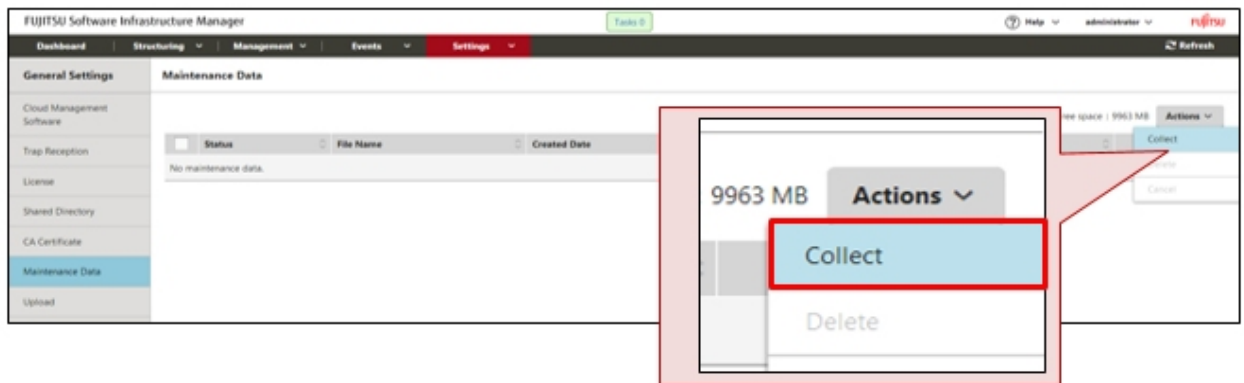 FUJITSU Software Infrastructure Manager Tasks 0 Help administrator FUJITSU
Dashboard Structuring Management Events Settings Refresh
General Settings Maintenance Data
Cloud Management
Software
ree space : 9963 MB Actions
Status File Name Created Date Collect
Trap Reception No maintenance data.
Cancel
License
Shared Directory
CA Certificate
Maintenance Data
Upload
9963 MB Actions
Collect
Delete